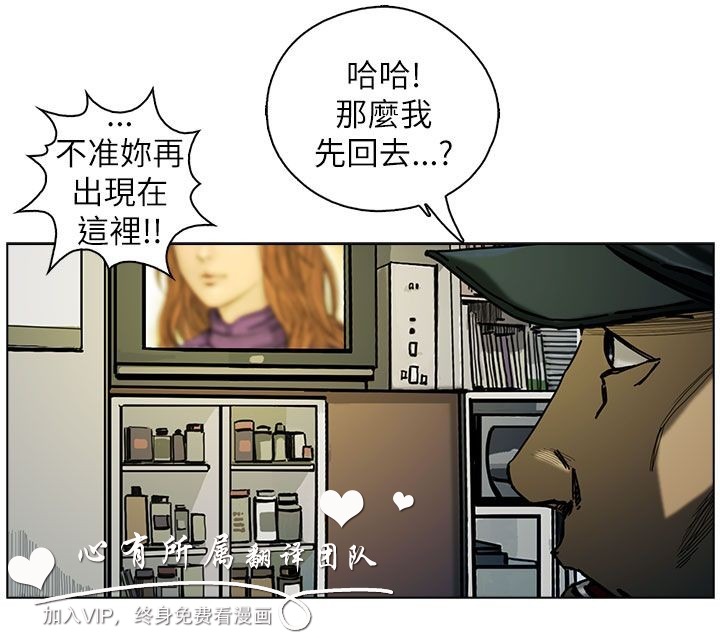 ...
不准妳再
出現在
這裡!!
哈哈!
那麼我
先回去...?
心有所属翻译团队
加入VIP，终身免费看漫画